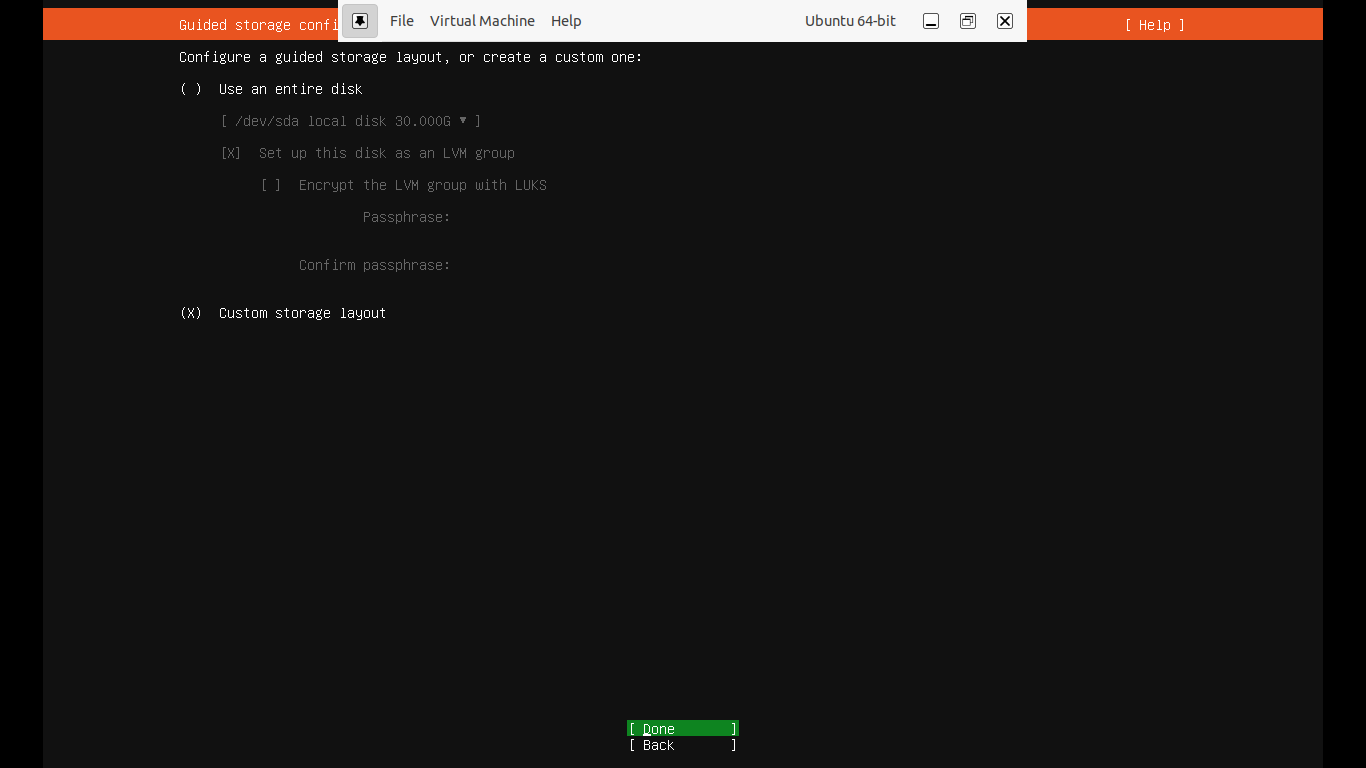 Guided storage confi
File Virtual Machine Help Ubuntu 64-bit
[ Help ]
Configure a guided storage layout, or create a custom one:
( ) Use an entire disk
[ /dev/sda local disk 30.000G ▾ ]
[X] Set up this disk as an LVM group
[ ] Encrypt the LVM group with LUKS
Passphrase:
Confirm passphrase:
(X) Custom storage layout
[ Done ]
[ Back ]